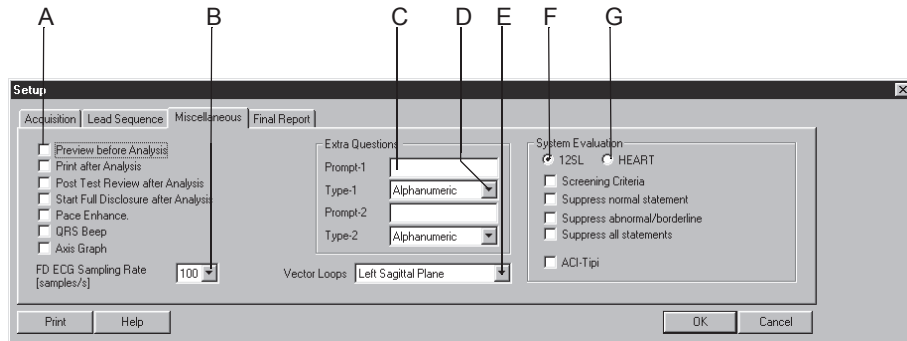 A B C D E F G
Setup
Acquisition Lead Sequence Miscellaneous Final Report
Preview before Analysis
Print after Analysis
Post Test Review after Analysis
Start Full Disclosure after Analysis
Pace Enhance.
QRS Beep
Axis Graph
FD ECG Sampling Rate
[samples/s]
100
Extra Questions
Prompt-1
Type-1 Alphanumeric
Prompt-2
Type-2 Alphanumeric
Vector Loops Left Sagittal Plane
System Evaluation
12SL HEART
Screening Criteria
Suppress normal statement
Suppress abnormal/borderline
Suppress all statements
ACI-Tipi
Print Help OK Cancel